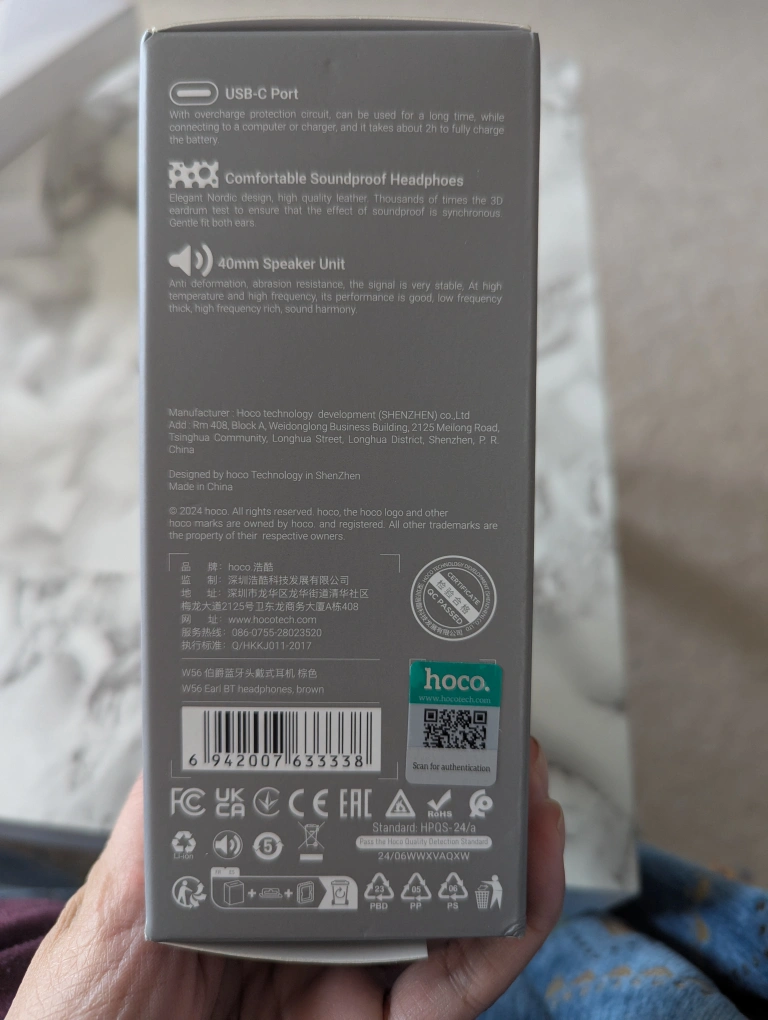 USB-C Port
With overcharge protection circuit, can be used for a long time, while
connecting to a computer or charger, and it takes about 2h to fully charge
the battery.
Comfortable Soundproof Headphoes
Elegant Nordic design, high quality leather. Thousands of times the 3D
eardrum test to ensure that the effect of soundproof is synchronous.
Gentle fit both ears.
40mm Speaker Unit
Anti deformation, abrasion resistance, the signal is very stable, At high
temperature and high frequency, its performance is good, low frequency
thick, high frequency rich, sound harmony.
Manufacturer : Hoco technology development (SHENZHEN) co.,Ltd
Add : Rm 408, Block A, Weidonglong Business Building, 2125 Meilong Road,
Tsinghua Community, Longhua Street, Longhua District, Shenzhen, P. R.
China
Designed by hoco Technology in ShenZhen
Made in China
© 2024 hoco. All rights reserved. hoco, the hoco logo and other
hoco marks are owned by hoco. and registered. All other trademarks are
the property of their respective owners.
品 牌: hoco.浩酷
监 制: 深圳浩酷科技发展有限公司
地 址: 深圳市龙华区龙华街道清华社区
梅龙大道2125号卫东龙商务大厦A栋408
网 址: www.hocotech.com
服务热线: 086-0755-28023520
执行标准: Q/HKKJ011-2017
CERTIFICATE
检验合格
QC PASSED
W56 伯爵蓝牙头戴式耳机 棕色
W56 Earl BT headphones, brown
hoco.
www.hocotech.com
Scan for authentication
6 942007 633338
FC UK CA CE EAC RoHS
Standard: HPQS-24/a
Pass the Hoco Quality Detection Standard
24/06WWXVAQXW
Li-ion 5
23 05 06
PBD PP PS